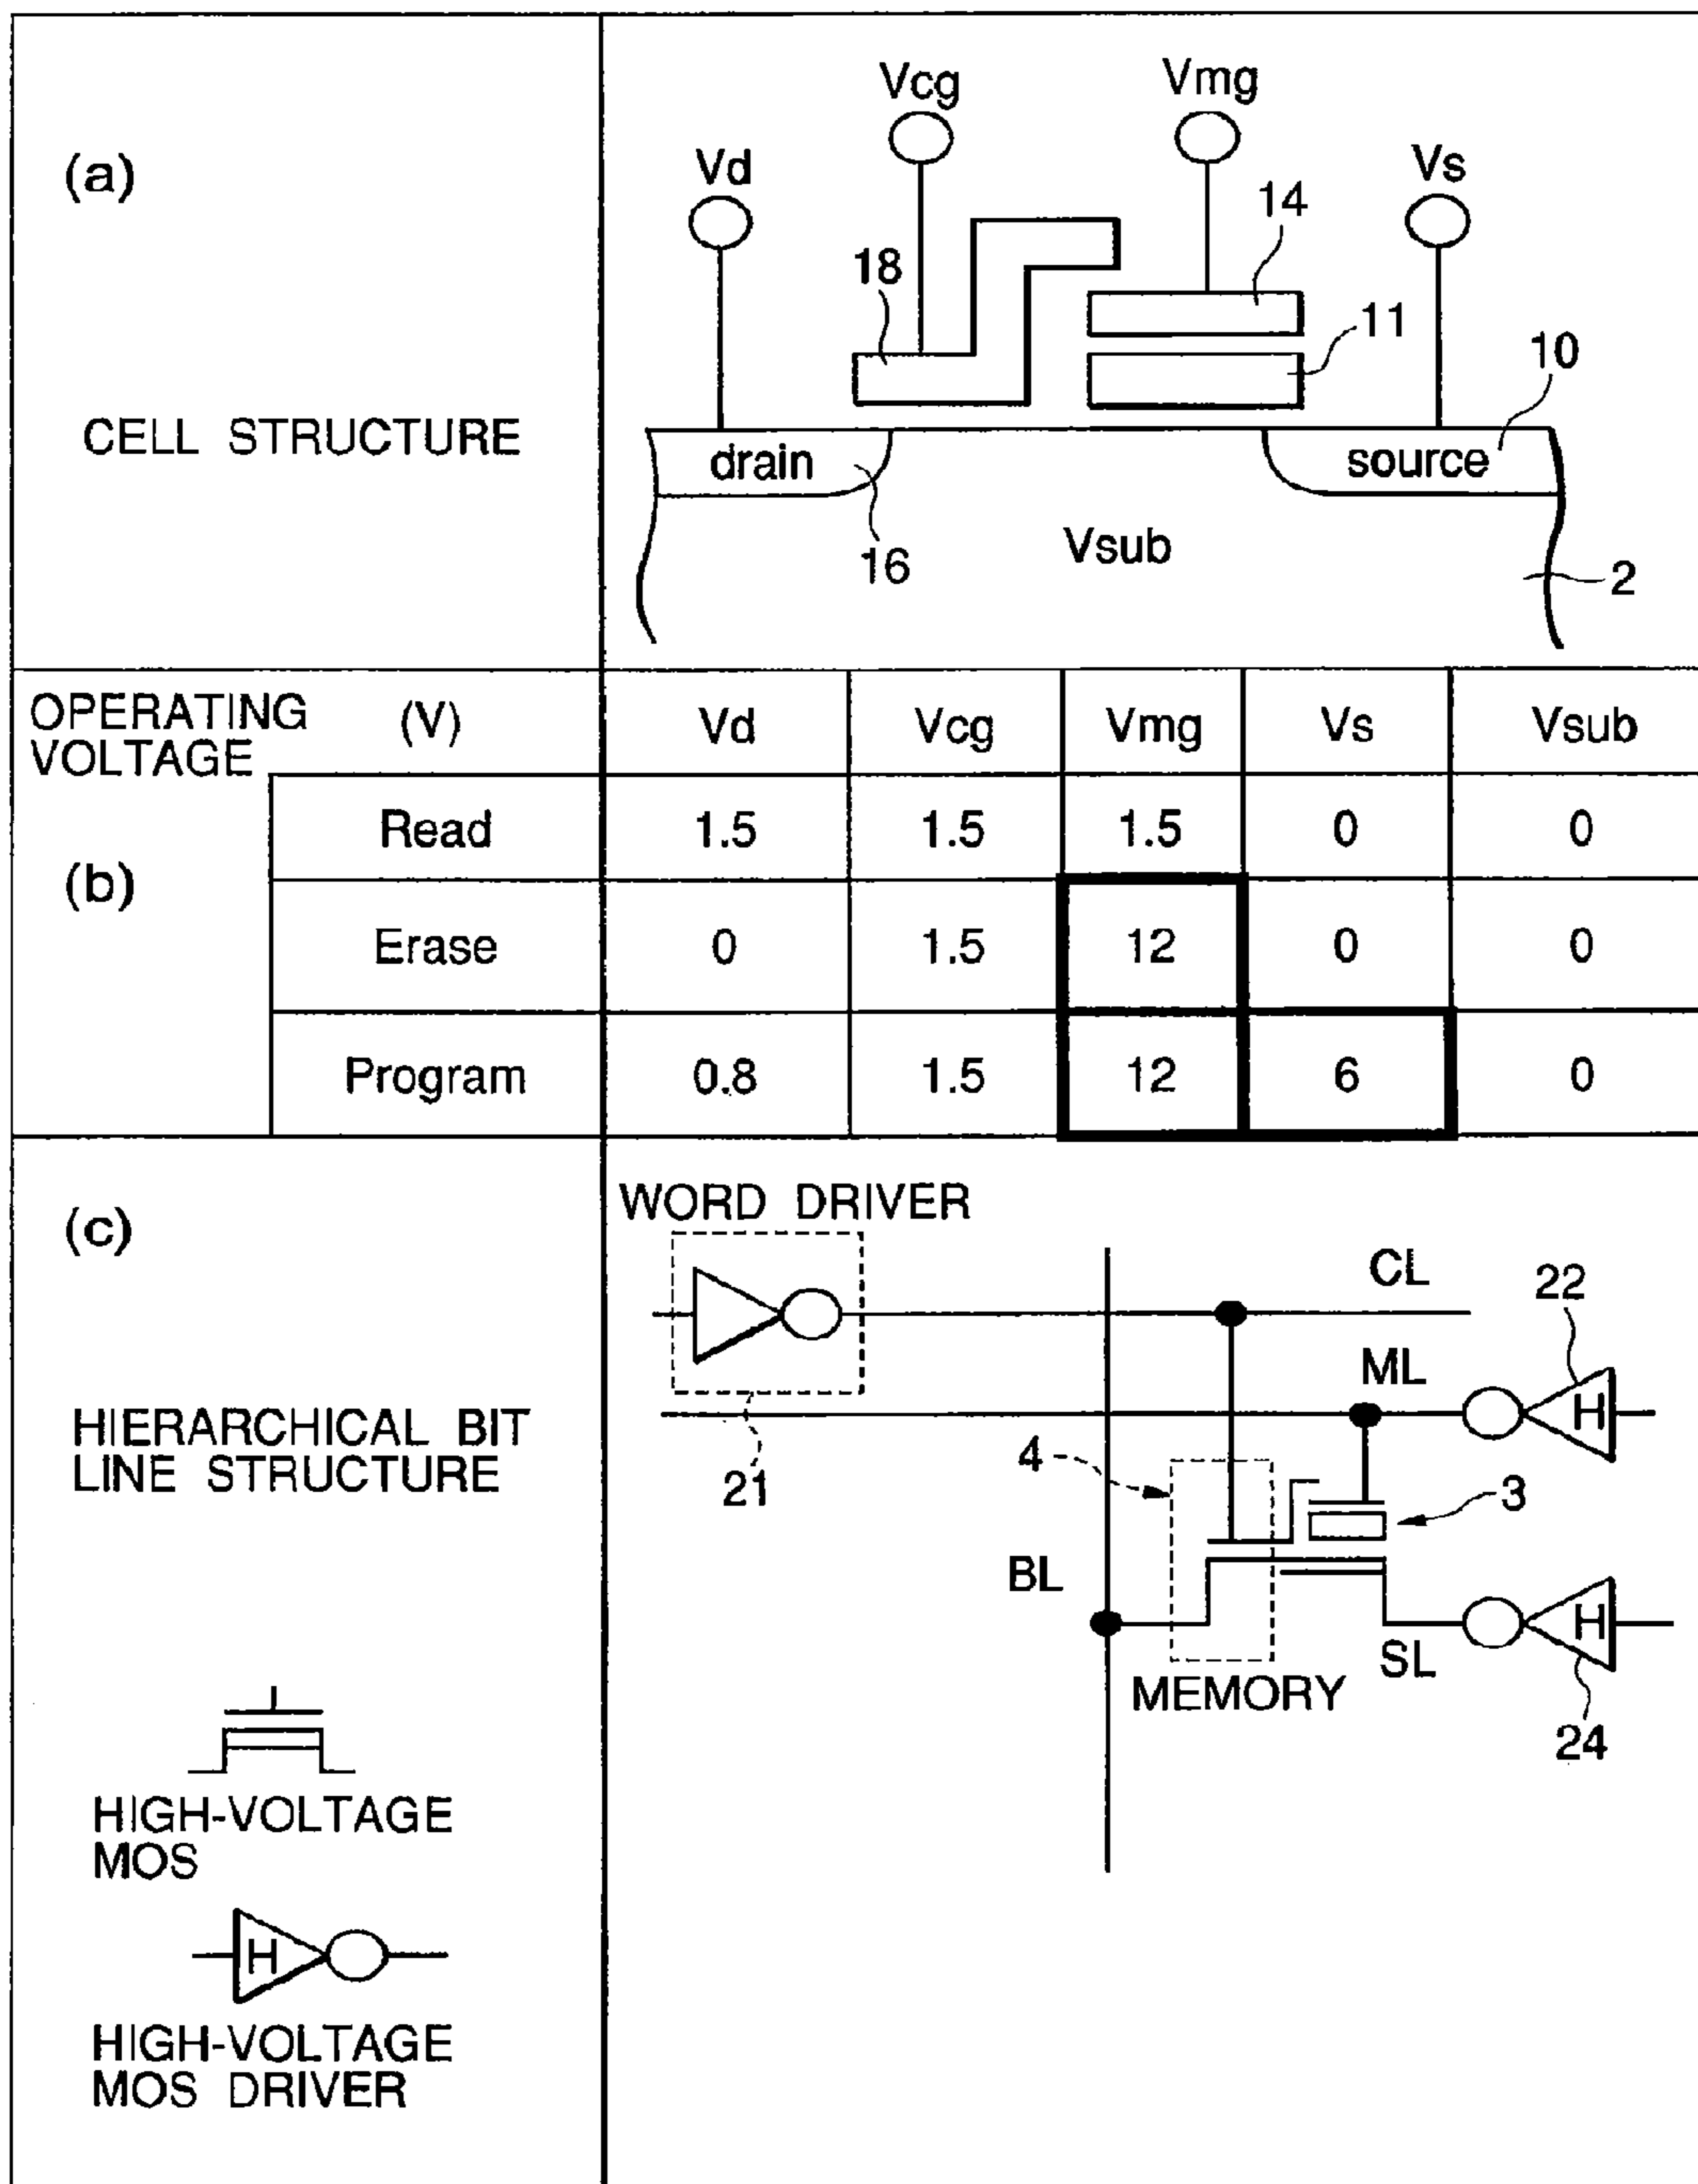 (a)
CELL STRUCTURE
Vcg
Vmg
Vd
Vs
14
18
11
10
drain
source
16
Vsub
2
OPERATING
VOLTAGE
(V) Vd Vcg Vmg Vs Vsub
(b)
Read 1.5 1.5 1.5 0 0
Erase 0 1.5 12 0 0
Program 0.8 1.5 12 6 0
(c)
HIERARCHICAL BIT
LINE STRUCTURE
HIGH-VOLTAGE
MOS
H
HIGH-VOLTAGE
MOS DRIVER
WORD DRIVER
CL
22
ML
H
21
4
3
BL
H
SL
MEMORY
24